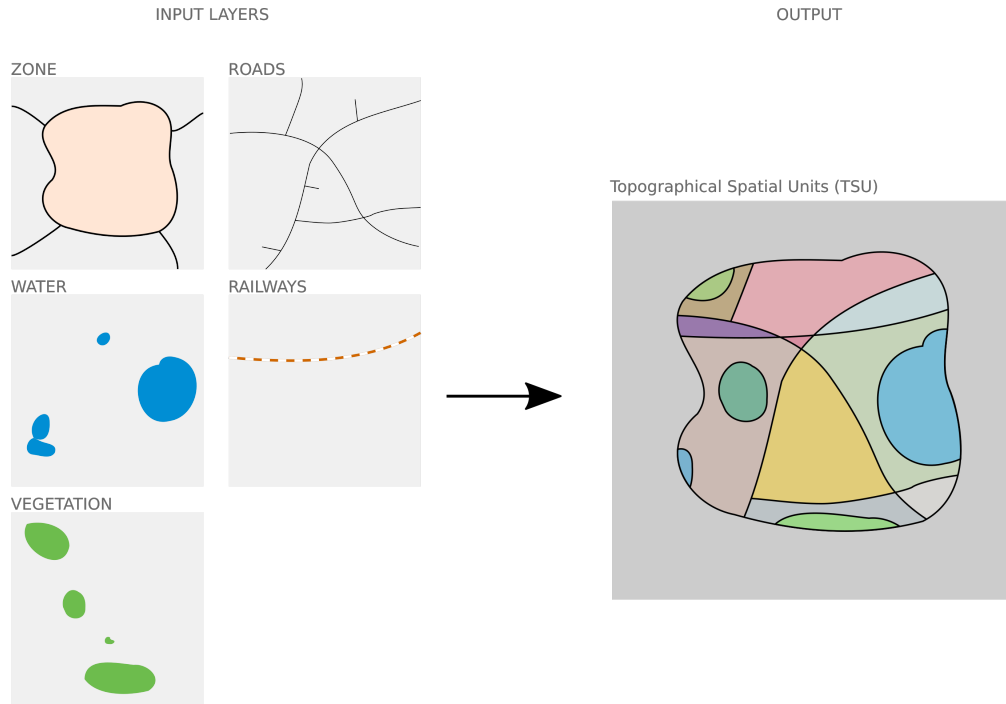 INPUT LAYERS
OUTPUT
ZONE
ROADS
WATER
RAILWAYS
VEGETATION
Topographical Spatial Units (TSU)